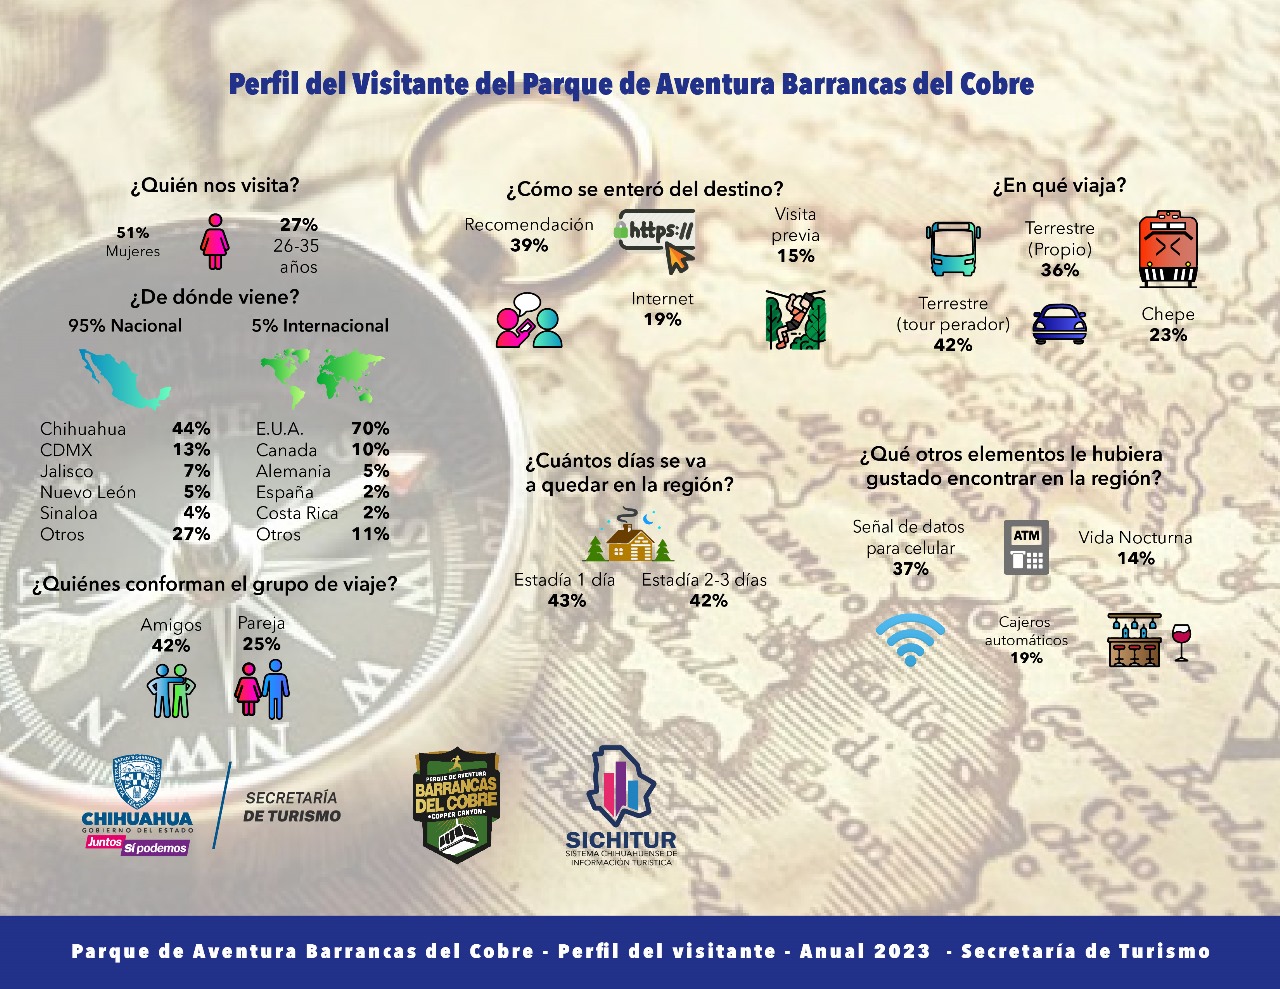 Perfil del Visitante del Parque de Aventura Barrancas del Cobre
¿Quién nos visita?
51%
Mujeres
27%
26-35
años
¿De dónde viene?
95% Nacional
5% Internacional
Chihuahua 44%
CDMX 13%
Jalisco 7%
Nuevo León 5%
Sinaloa 4%
Otros 27%
E.U.A. 70%
Canada 10%
Alemania 5%
España 2%
Costa Rica 2%
Otros 11%
¿Quiénes conforman el grupo de viaje?
Amigos
42%
Pareja
25%
¿Cómo se enteró del destino?
Recomendación
39%
https://
Internet
19%
Visita
previa
15%
¿En qué viaja?
Terrestre
(Propio)
36%
Terrestre
(tour perador)
42%
Chepe
23%
¿Cuántos días se va
a quedar en la región?
Estadía 1 día
43%
Estadía 2-3 días
42%
¿Qué otros elementos le hubiera
gustado encontrar en la región?
Señal de datos
para celular
37%
ATM
Vida Nocturna
14%
Cajeros
automáticos
19%
CHIHUAHUA
GOBIERNO DEL ESTADO
Juntos
Sí podemos
SECRETARÍA
DE TURISMO
PARQUE DE AVENTURA
BARRANCAS
DEL COBRE
COPPER CANYON
SICHITUR
SISTEMA CHIHUAHUENSE DE
INFORMACIÓN TURÍSTICA
Parque de Aventura Barrancas del Cobre - Perfil del visitante - Anual 2023 - Secretaría de Turismo